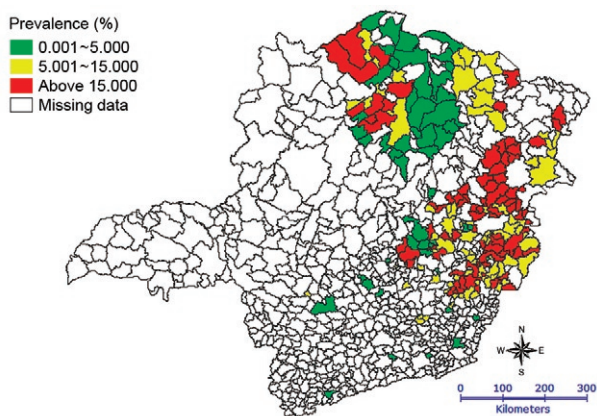 Prevalence (%)
0.001~5.000
5.001~15.000
Above 15.000
Missing data
N
W E
S
0 100 200 300
Kilometers